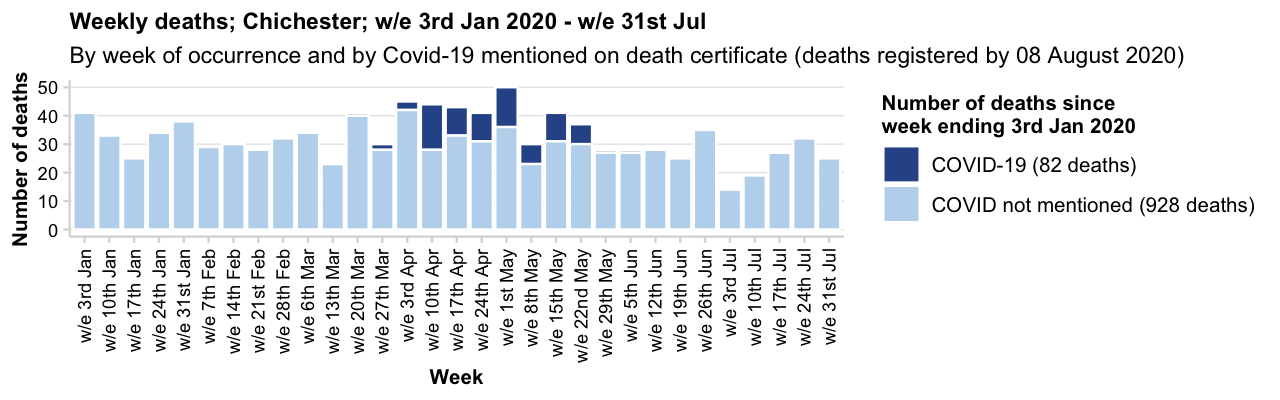 Weekly deaths; Chichester; w/e 3rd Jan 2020 - w/e 31st Jul
By week of occurrence and by Covid-19 mentioned on death certificate (deaths registered by 08 August 2020)
Number of deaths
50
40
30
20
10
0
w/e 3rd Jan
w/e 10th Jan
w/e 17th Jan
w/e 24th Jan
w/e 31st Jan
w/e 7th Feb
w/e 14th Feb
w/e 21st Feb
w/e 28th Feb
w/e 6th Mar
w/e 13th Mar
w/e 20th Mar
w/e 27th Mar
w/e 3rd Apr
w/e 10th Apr
w/e 17th Apr
w/e 24th Apr
w/e 1st May
w/e 8th May
w/e 15th May
w/e 22nd May
w/e 29th May
w/e 5th Jun
w/e 12th Jun
w/e 19th Jun
w/e 26th Jun
w/e 3rd Jul
w/e 10th Jul
w/e 17th Jul
w/e 24th Jul
w/e 31st Jul
Week
Number of deaths since
week ending 3rd Jan 2020
COVID-19 (82 deaths)
COVID not mentioned (928 deaths)